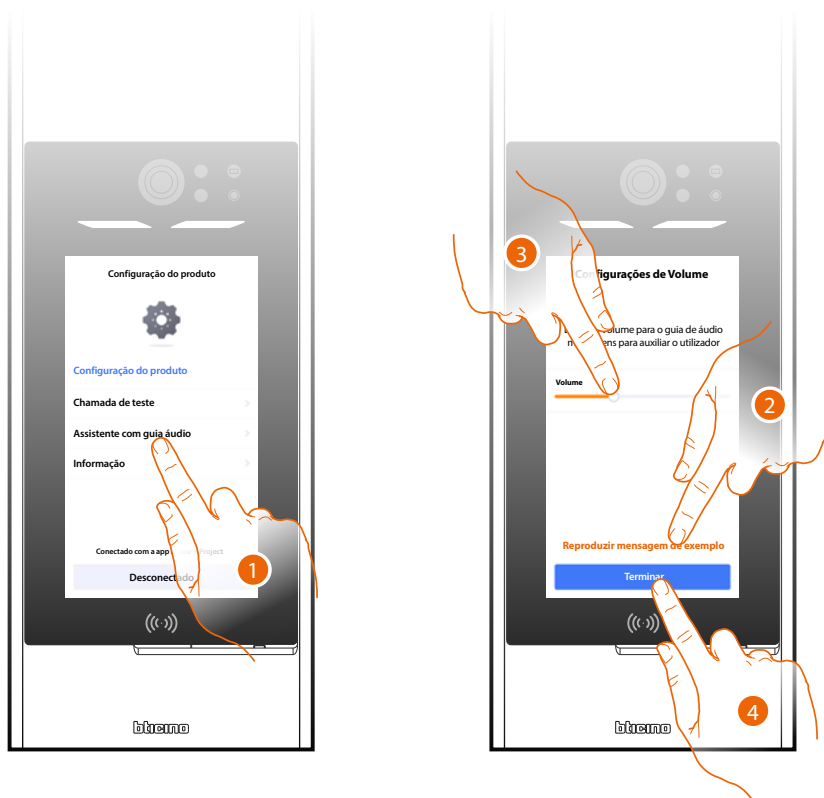 Configuração do produto
Configuração do produto
Chamada de teste
Assistente com guia áudio
Informação
Conectado com a app Project
Desconectado
1
bticino
3
Configurações de Volume
volume para o guia de áudio
para auxiliar o utilizador
Volume
2
Reproduzir mensagem de exemplo
Terminar
4
bticino